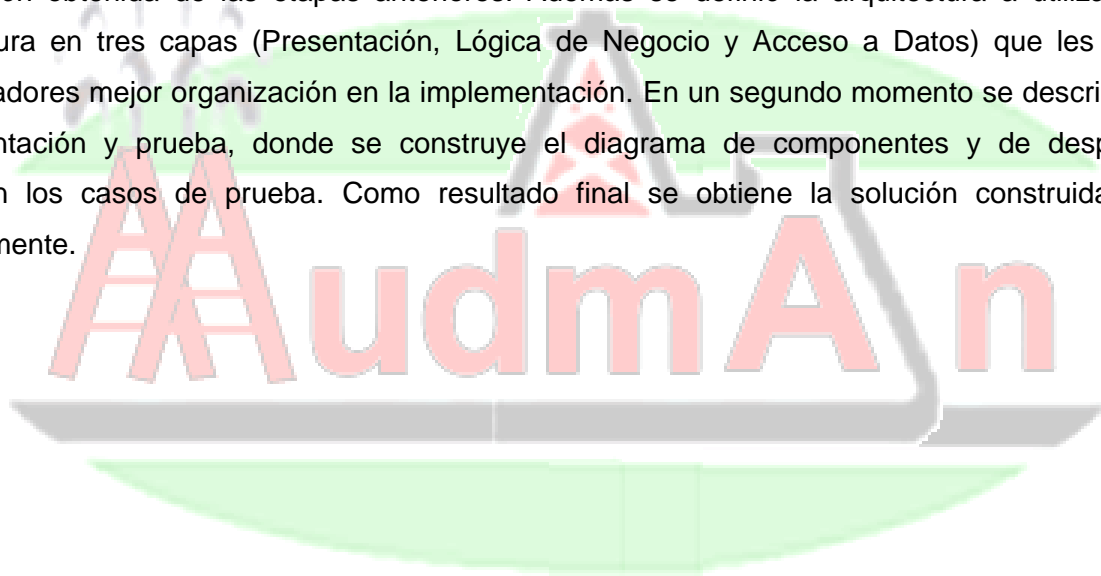 ón obtenida de las etapas anteriores. Además se definió la arquitectura a utiliza
ura en tres capas (Presentación, Lógica de Negocio y Acceso a Datos) que les
adores mejor organización en la implementación. En un segundo momento se descri
ntación y prueba, donde se construye el diagrama de componentes y de desp
n los casos de prueba. Como resultado final se obtiene la solución construida
mente.
MudmAn